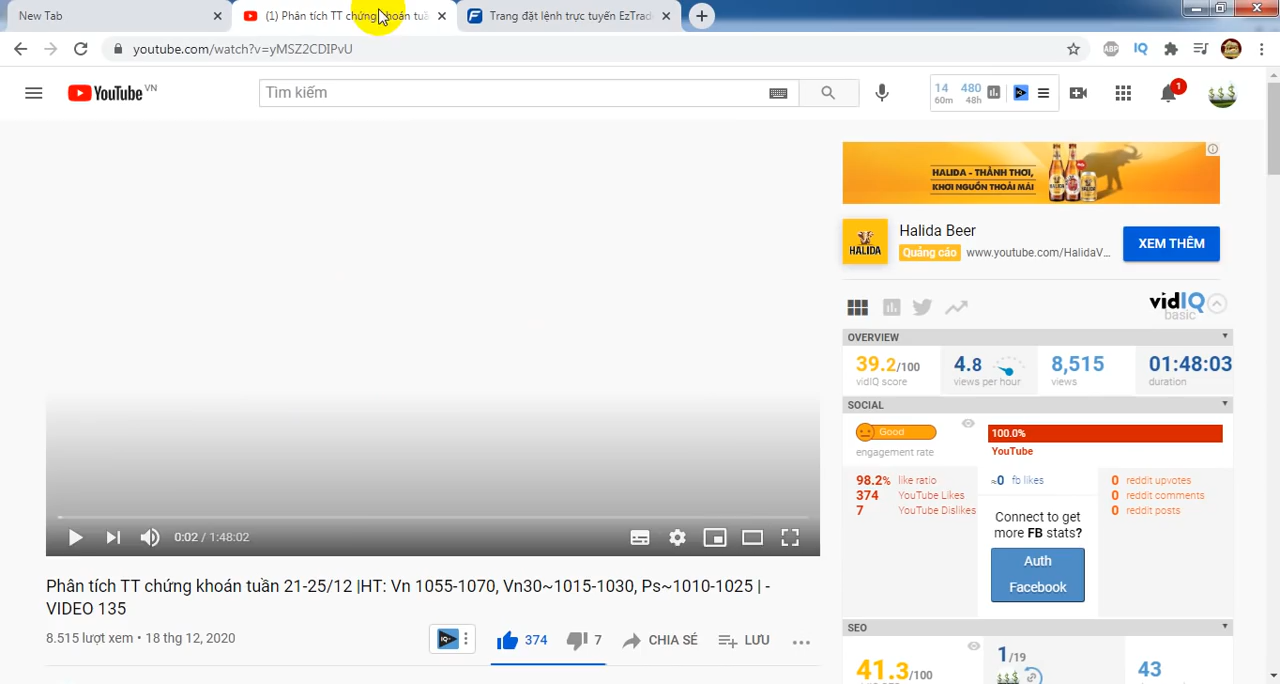 New Tab
(1) Phân tích TT chứng khoán tuầ
Trang đặt lệnh trực tuyến EzTrad
youtube.com/watch?v=yMSZ2CDIPvU
ABP
IQ
YouTube VN
Tìm kiếm
14 480
60m 48h
1
$ $ $
HALIDA - THẢNH THƠI,
KHƠI NGUỒN THOẢI MÁI
HALIDA
Halida Beer
Quảng cáo www.youtube.com/HalidaV...
XEM THÊM
vidIQ
basic
OVERVIEW
39.2/100 4.8 8,515 01:48:03
vidIQ score views per hour views duration
SOCIAL
Good
engagement rate
100.0%
YouTube
98.2% like ratio
374 YouTube Likes
7 YouTube Dislikes
≈0 fb likes
Connect to get
more FB stats?
Auth
Facebook
0 reddit upvotes
0 reddit comments
0 reddit posts
0:02 / 1:48:02
Phân tích TT chứng khoán tuần 21-25/12 |HT: Vn 1055-1070, Vn30~1015-1030, Ps~1010-1025 | -
VIDEO 135
8.515 lượt xem • 18 thg 12, 2020
374 7 CHIA SẺ LƯU ...
SEO
41.3/100
1/19
$$$
43